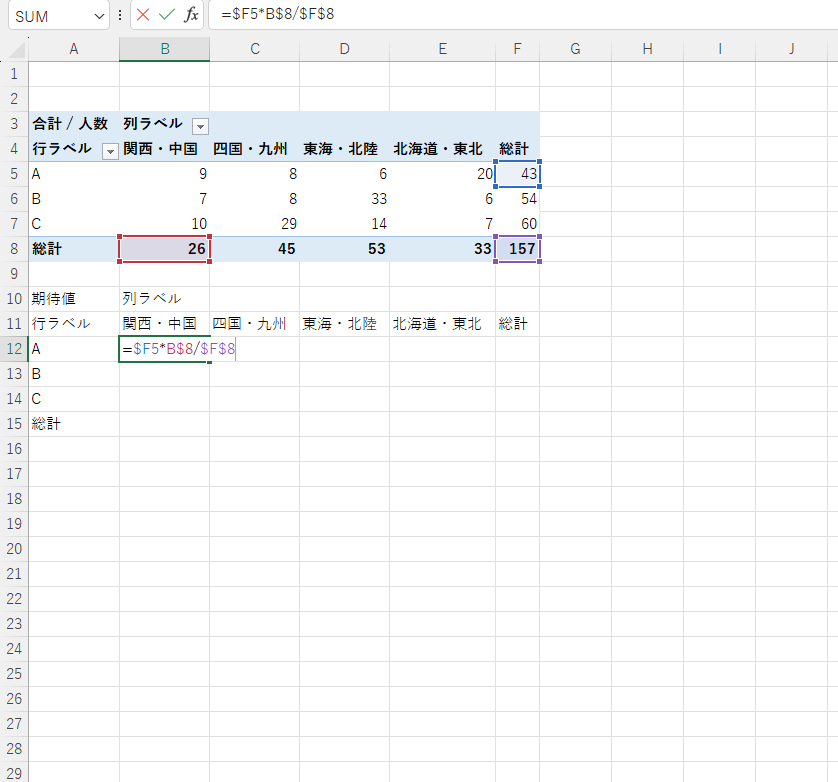 SUM =$F5*B$8/$F$8
A B C D E F G H I J
1
2
3 合計 / 人数 列ラベル
4 行ラベル 関西・中国 四国・九州 東海・北陸 北海道・東北 総計
5 A 9 8 6 20 43
6 B 7 8 33 6 54
7 C 10 29 14 7 60
8 総計 26 45 53 33 157
9
10 期待値 列ラベル
11 行ラベル 関西・中国 四国・九州 東海・北陸 北海道・東北 総計
12 A =$F5*B$8/$F$8
13 B
14 C
15 総計
16
17
18
19
20
21
22
23
24
25
26
27
28
29